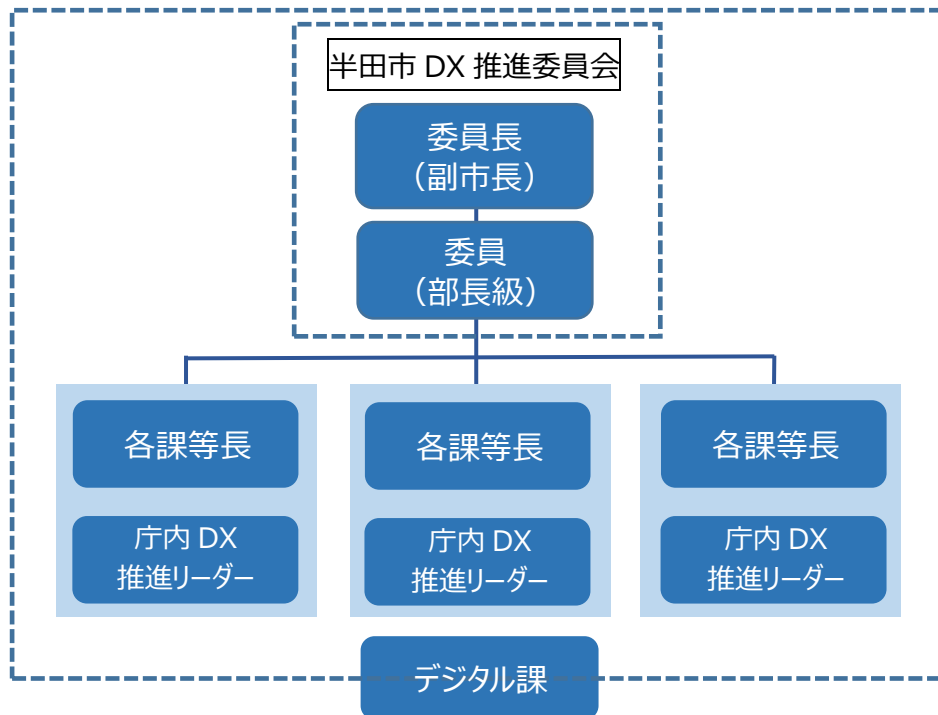 半田市 DX 推進委員会
委員長
（副市長）
委員
（部長級）
各課等長
各課等長
各課等長
庁内 DX
推進リーダー
庁内 DX
推進リーダー
庁内 DX
推進リーダー
デジタル課